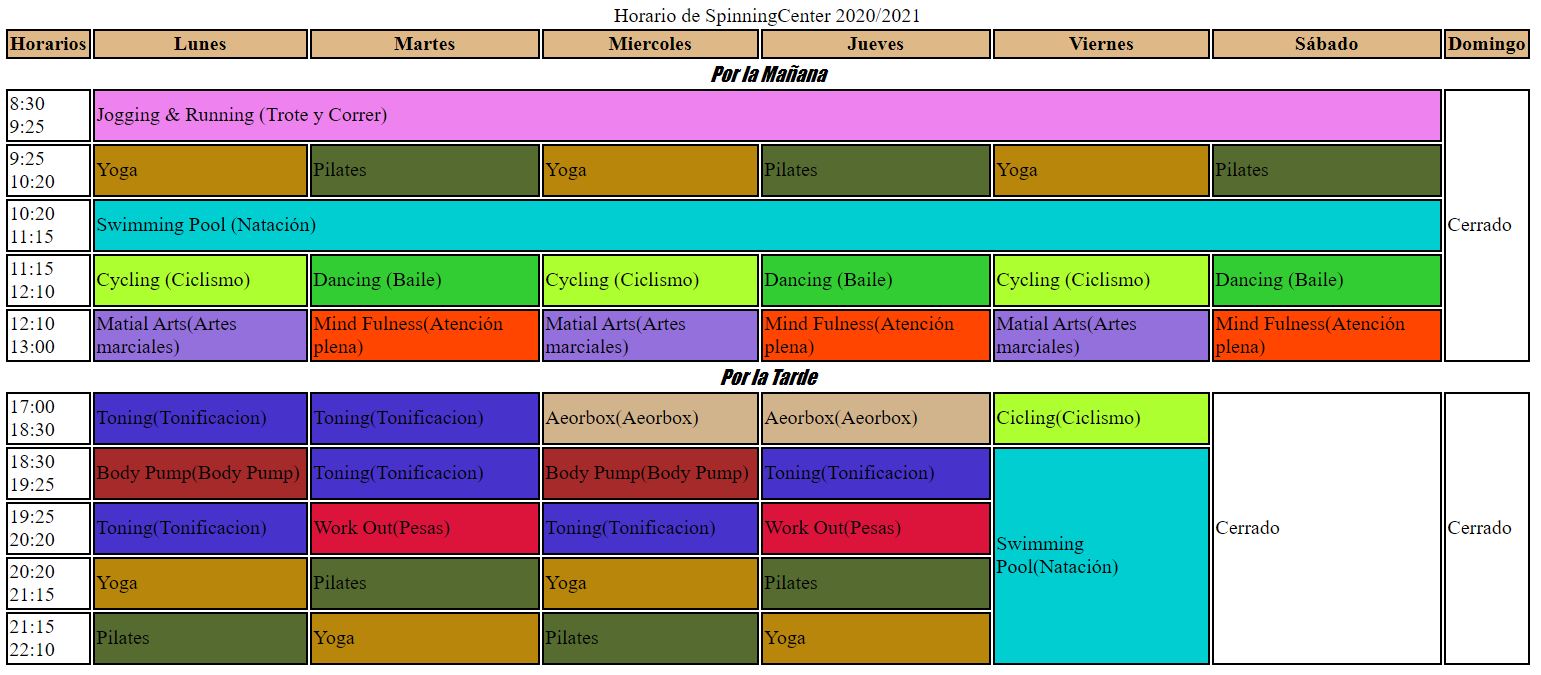 Horario de SpinningCenter 2020/2021
Horarios Lunes Martes Miercoles Jueves Viernes Sábado Domingo
Por la Mañana
8:30
9:25
Jogging & Running (Trote y Correr)
Cerrado
9:25
10:20
Yoga
Pilates
Yoga
Pilates
Yoga
Pilates
10:20
11:15
Swimming Pool (Natación)
11:15
12:10
Cycling (Ciclismo)
Dancing (Baile)
Cycling (Ciclismo)
Dancing (Baile)
Cycling (Ciclismo)
Dancing (Baile)
12:10
13:00
Matial Arts(Artes
marciales)
Mind Fulness(Atención
plena)
Matial Arts(Artes
marciales)
Mind Fulness(Atención
plena)
Matial Arts(Artes
marciales)
Mind Fulness(Atención
plena)
Por la Tarde
17:00
18:30
Toning(Tonificacion)
Toning(Tonificacion)
Aeorbox(Aeorbox)
Aeorbox(Aeorbox)
Cicling(Ciclismo)
Cerrado
Cerrado
18:30
19:25
Body Pump(Body Pump)
Toning(Tonificacion)
Body Pump(Body Pump)
Toning(Tonificacion)
Swimming
Pool(Natación)
19:25
20:20
Toning(Tonificacion)
Work Out(Pesas)
Toning(Tonificacion)
Work Out(Pesas)
20:20
21:15
Yoga
Pilates
Yoga
Pilates
21:15
22:10
Pilates
Yoga
Pilates
Yoga